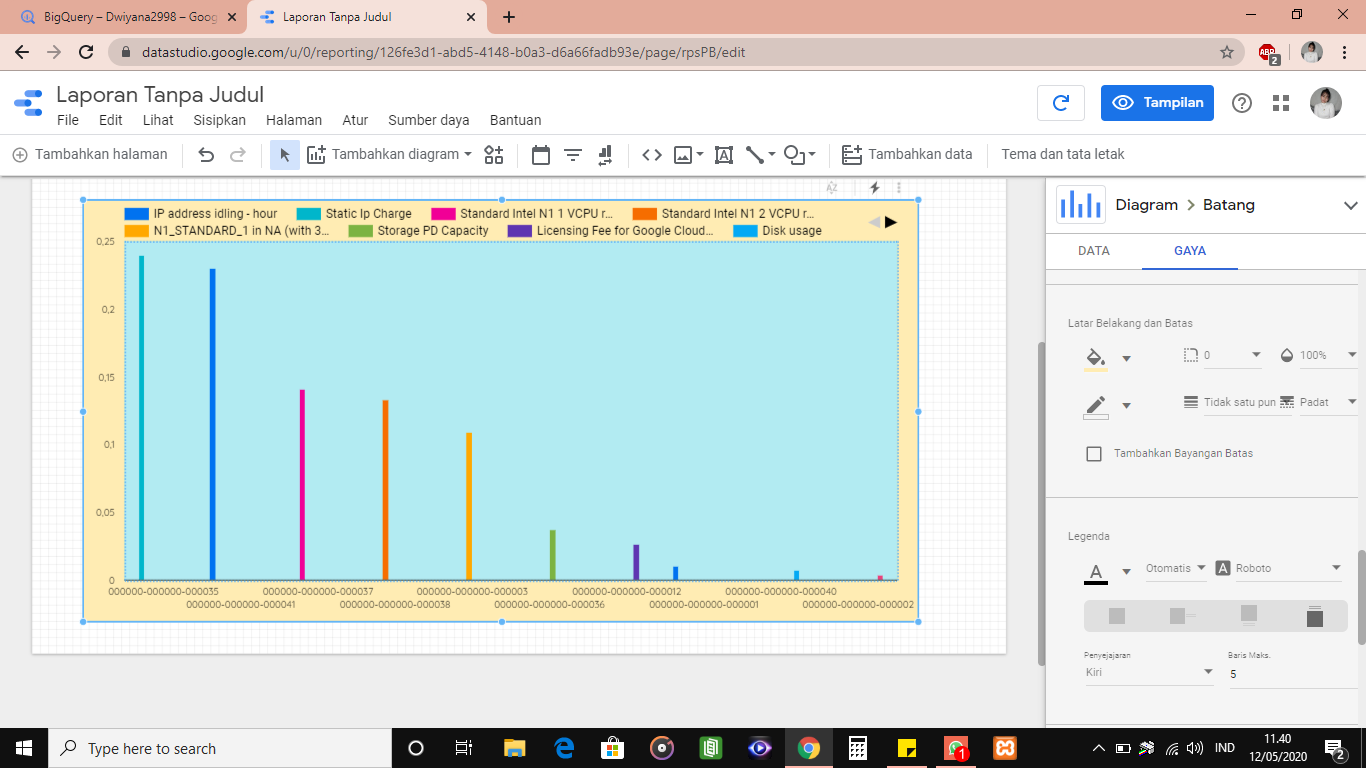 BigQuery – Dwiyana2998 – Goog
Laporan Tanpa Judul
datastudio.google.com/u/0/reporting/126fe3d1-abd5-4148-b0a3-d6a66fadb93e/page/rpsPB/edit
ABP
2
Laporan Tanpa Judul
File Edit Lihat Sisipkan Halaman Atur Sumber daya Bantuan
Tampilan
Tambahkan halaman
Tambahkan diagram
Tambahkan data
Tema dan tata letak
AZ
IP address idling - hour
Static Ip Charge
Standard Intel N1 1 VCPU r...
Standard Intel N1 2 VCPU r...
N1_STANDARD_1 in NA (with 3...
Storage PD Capacity
Licensing Fee for Google Cloud...
Disk usage
0,25
0,2
0,15
0,1
0,05
0
000000-000000-000035
000000-000000-000037
000000-000000-000003
000000-000000-000012
000000-000000-000040
000000-000000-000041
000000-000000-000038
000000-000000-000036
000000-000000-000001
000000-000000-000002
Diagram > Batang
DATA
GAYA
Latar Belakang dan Batas
0
100%
Tidak satu pun
Padat
Tambahkan Bayangan Batas
Legenda
A
Otomatis
A
Roboto
Penyejajaran
Baris Maks.
Kiri
5
Type here to search
1
IND
11.40
12/05/2020
2